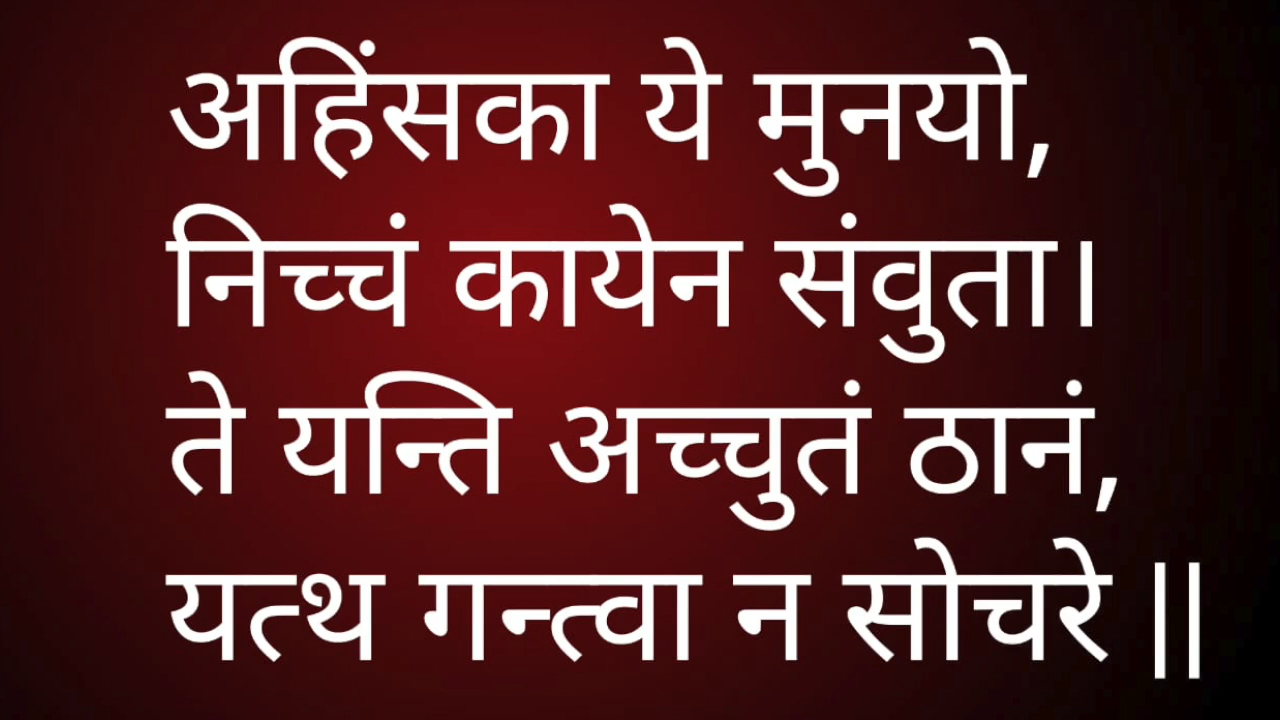 अहिंसका ये मुनयो,
निच्चं कायेन संवुता।
ते यन्ति अच्चुतं ठानं,
यत्थ गन्त्वा न सोचरे ||